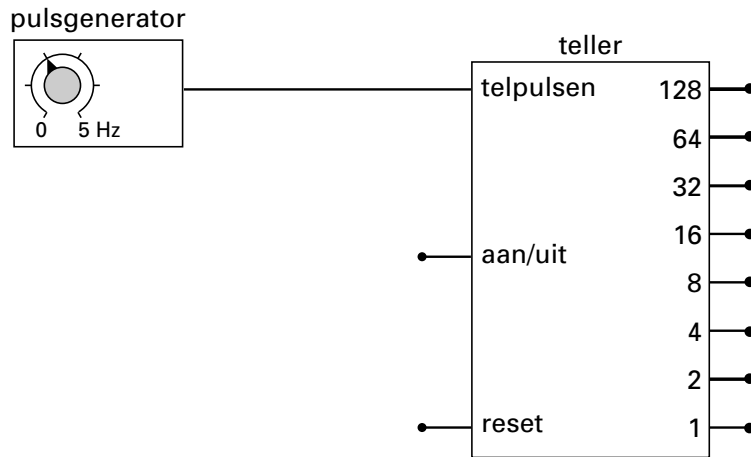 pulsgenerator
0 5 Hz
teller
telpulsen 128
64
32
16
aan/uit
8
4
2
reset 1